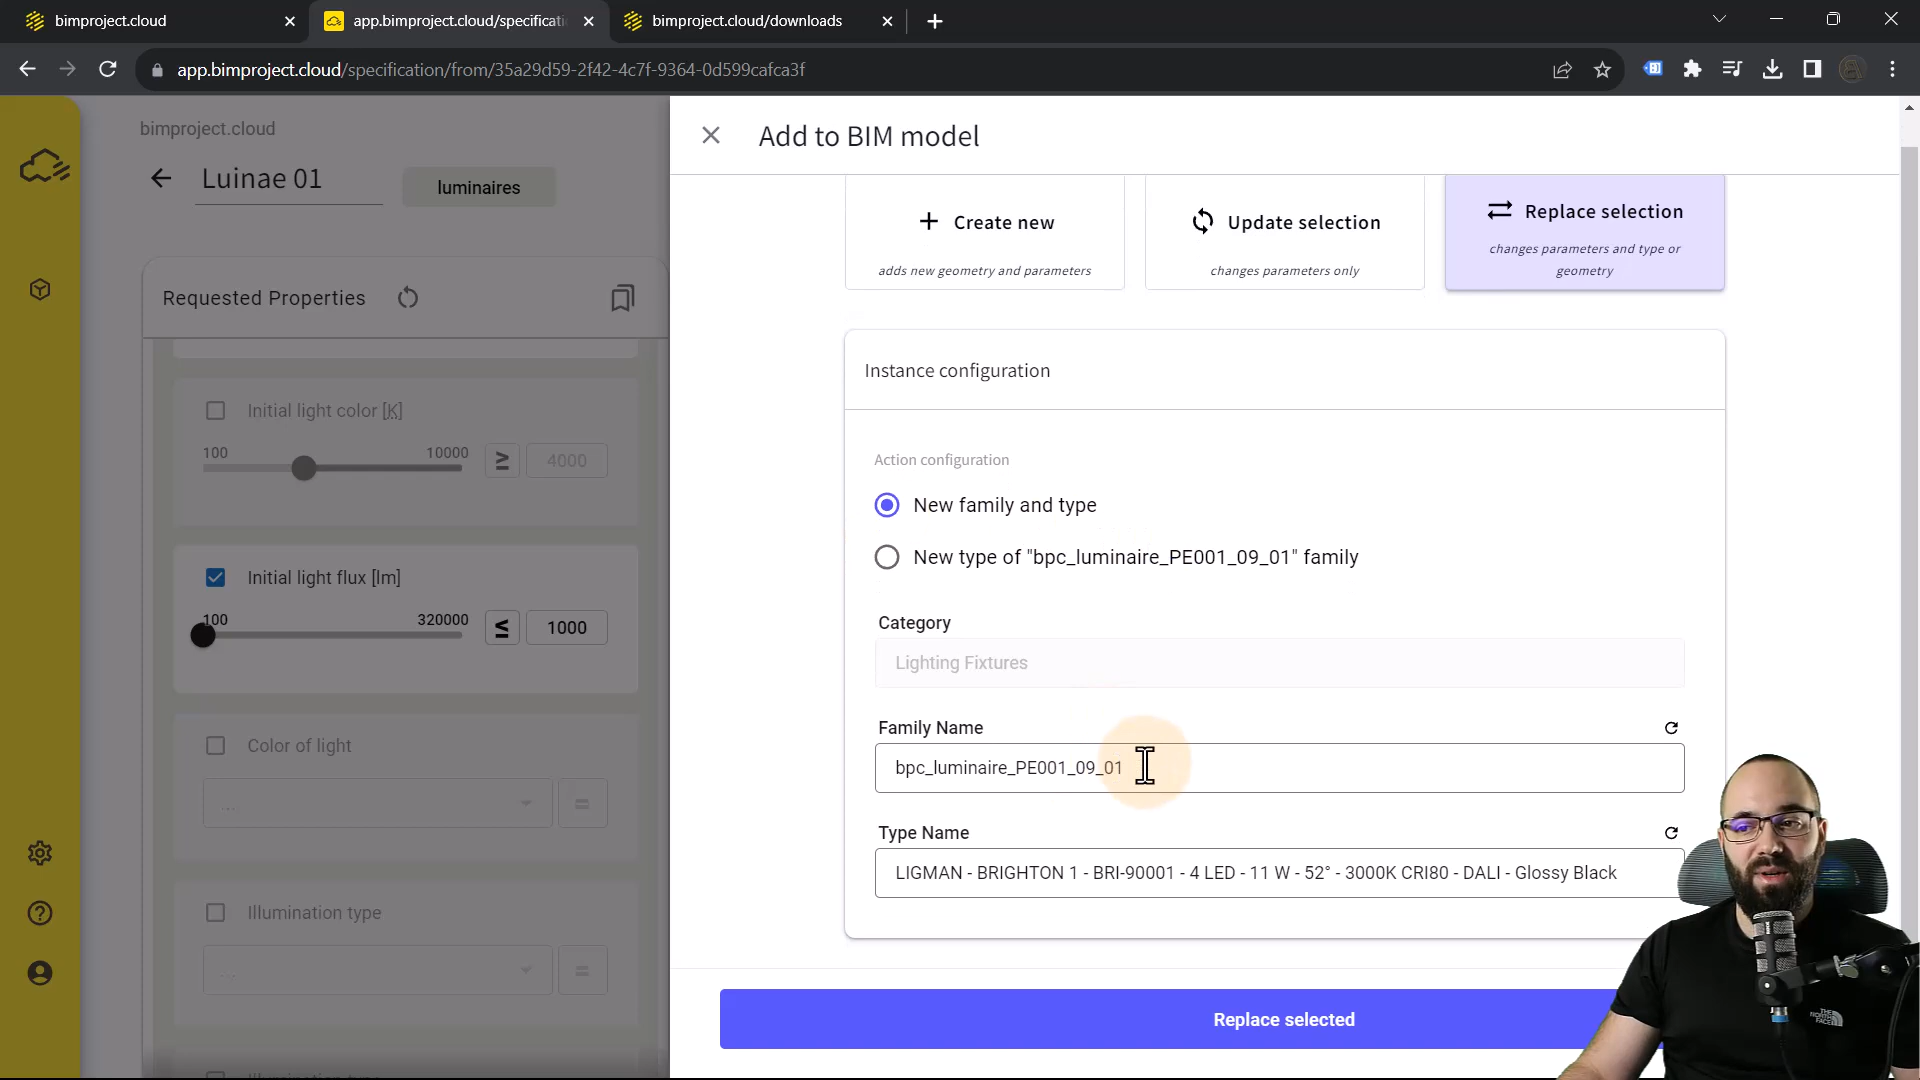 bimproject.cloud
app.bimproject.cloud/specificati
bimproject.cloud/downloads
app.bimproject.cloud/specification/from/35a29d59-2f42-4c7f-9364-0d599cafca3f
bimproject.cloud
Luinae 01
luminaires
Requested Properties
Initial light color [K]
100
10000
≥
4000
Initial light flux [lm]
100
320000
≤
1000
Color of light
...
=
Illumination type
...
=
Add to BIM model
Create new
adds new geometry and parameters
Update selection
changes parameters only
Replace selection
changes parameters and type or
geometry
Instance configuration
Action configuration
New family and type
New type of "bpc_luminaire_PE001_09_01" family
Category
Lighting Fixtures
Family Name
bpc_luminaire_PE001_09_01
Type Name
LIGMAN - BRIGHTON 1 - BRI-90001 - 4 LED - 11 W - 52° - 3000K CRI80 - DALI - Glossy Black
Replace selected
THE
NORTH
FACE